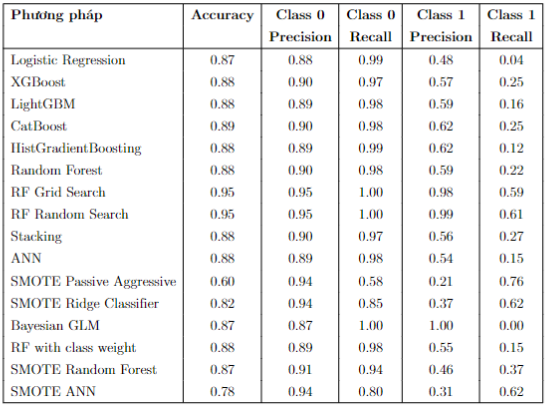 Phương pháp Accuracy Class 0 Class 0 Class 1 Class 1
Precision Recall Precision Recall
Logistic Regression 0.87 0.88 0.99 0.48 0.04
XGBoost 0.88 0.90 0.97 0.57 0.25
LightGBM 0.88 0.89 0.98 0.59 0.16
CatBoost 0.89 0.90 0.98 0.62 0.25
HistGradientBoosting 0.88 0.89 0.99 0.62 0.12
Random Forest 0.88 0.90 0.98 0.59 0.22
RF Grid Search 0.95 0.95 1.00 0.98 0.59
RF Random Search 0.95 0.95 1.00 0.99 0.61
Stacking 0.88 0.90 0.97 0.56 0.27
ANN 0.88 0.89 0.98 0.54 0.15
SMOTE Passive Aggressive 0.60 0.94 0.58 0.21 0.76
SMOTE Ridge Classifier 0.82 0.94 0.85 0.37 0.62
Bayesian GLM 0.87 0.87 1.00 1.00 0.00
RF with class weight 0.88 0.89 0.98 0.55 0.15
SMOTE Random Forest 0.87 0.91 0.94 0.46 0.37
SMOTE ANN 0.78 0.94 0.80 0.31 0.62